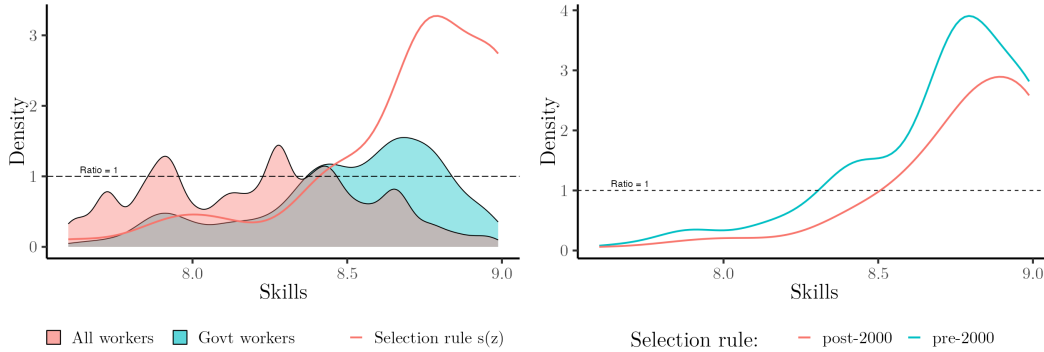 3
2
1
0
Density
Ratio = 1
8.0
8.5
9.0
Skills
All workers
Govt workers
Selection rule s(z)
4
3
2
1
0
Density
Ratio = 1
8.0
8.5
9.0
Skills
Selection rule:
post-2000
pre-2000